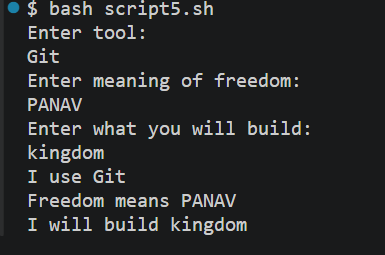 $ bash script5.sh
Enter tool:
Git
Enter meaning of freedom:
PANAV
Enter what you will build:
kingdom
I use Git
Freedom means PANAV
I will build kingdom